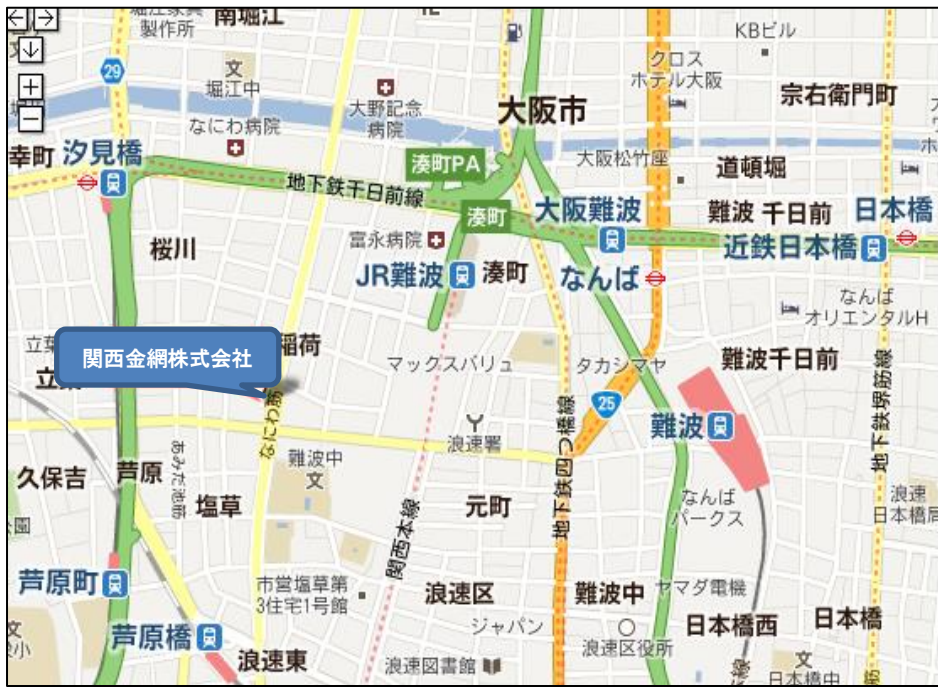 南堀江
製作所
KBビル
クロス
ホテル大阪
29
文
堀江中
大野記念
病院
大阪市
宗右衛門町
なにわ病院
幸町
汐見橋
湊町PA
大阪松竹座
道頓堀
地下鉄千日前線
湊町
大阪難波
難波 千日前
日本橋
桜川
富永病院
近鉄日本橋
JR難波
湊町
なんば
なんば
オリエンタルH
関西金網株式会社
稲荷
マックスバリュ
タカシマヤ
難波千日前
25
なにわ筋
地下鉄四つ橋線
地下鉄堺筋線
難波
浪速署
久保吉
芦原
あみだ池筋
難波中
文
塩草
元町
なんば
パークス
浪速
日本橋局
関西本線
芦原町
市営塩草第
3住宅1号館
浪速区
難波中
ヤマダ電機
芦原橋
ジャパン
浪速区役所
日本橋西
日本橋
浪速東
浪速図書館
文
日本橋中